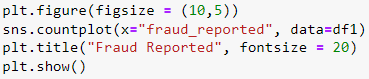 plt.figure(figsize = (10,5))
sns.countplot(x="fraud_reported", data=df1)
plt.title("Fraud Reported", fontsize = 20)
plt.show()